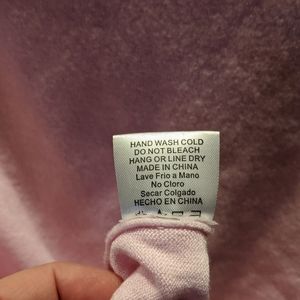 HAND WASH COLD
DO NOT BLEACH
HANG OR LINE DRY
MADE IN CHINA
Lave Frio a Mano
No Cloro
Secar Colgado
HECHO EN CHINA